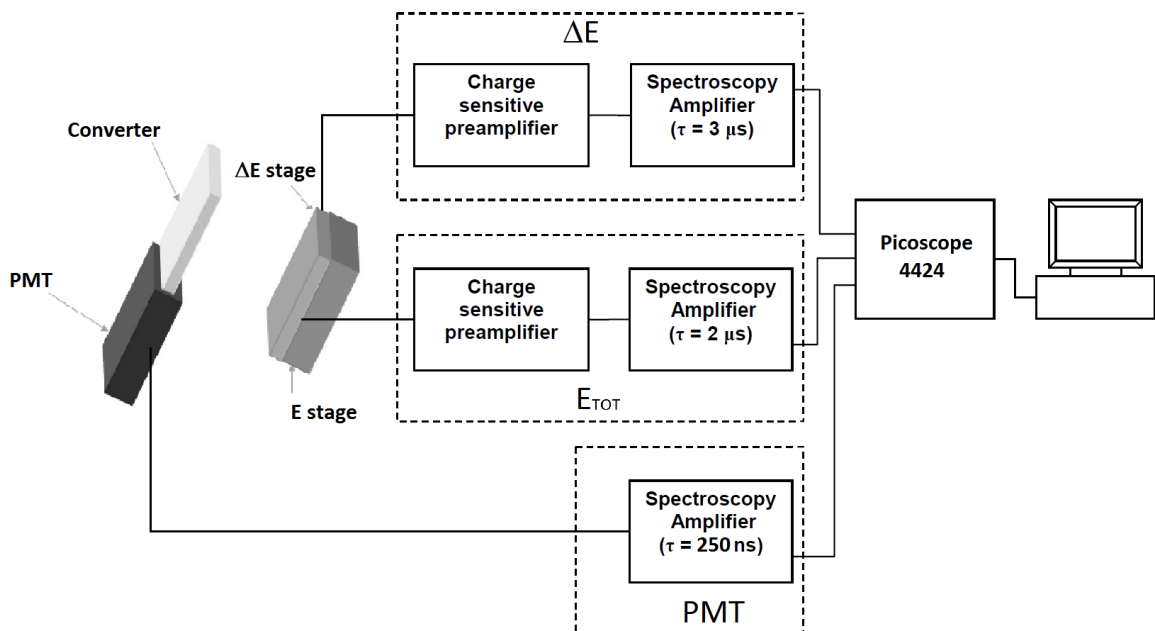 ΔE
Charge
sensitive
preamplifier
Spectroscopy
Amplifier
(τ = 3 μs)
Converter
ΔE stage
PMT
Picoscope
4424
Charge
sensitive
preamplifier
Spectroscopy
Amplifier
(τ = 2 μs)
E stage
ETOT
Spectroscopy
Amplifier
(τ = 250 ns)
PMT